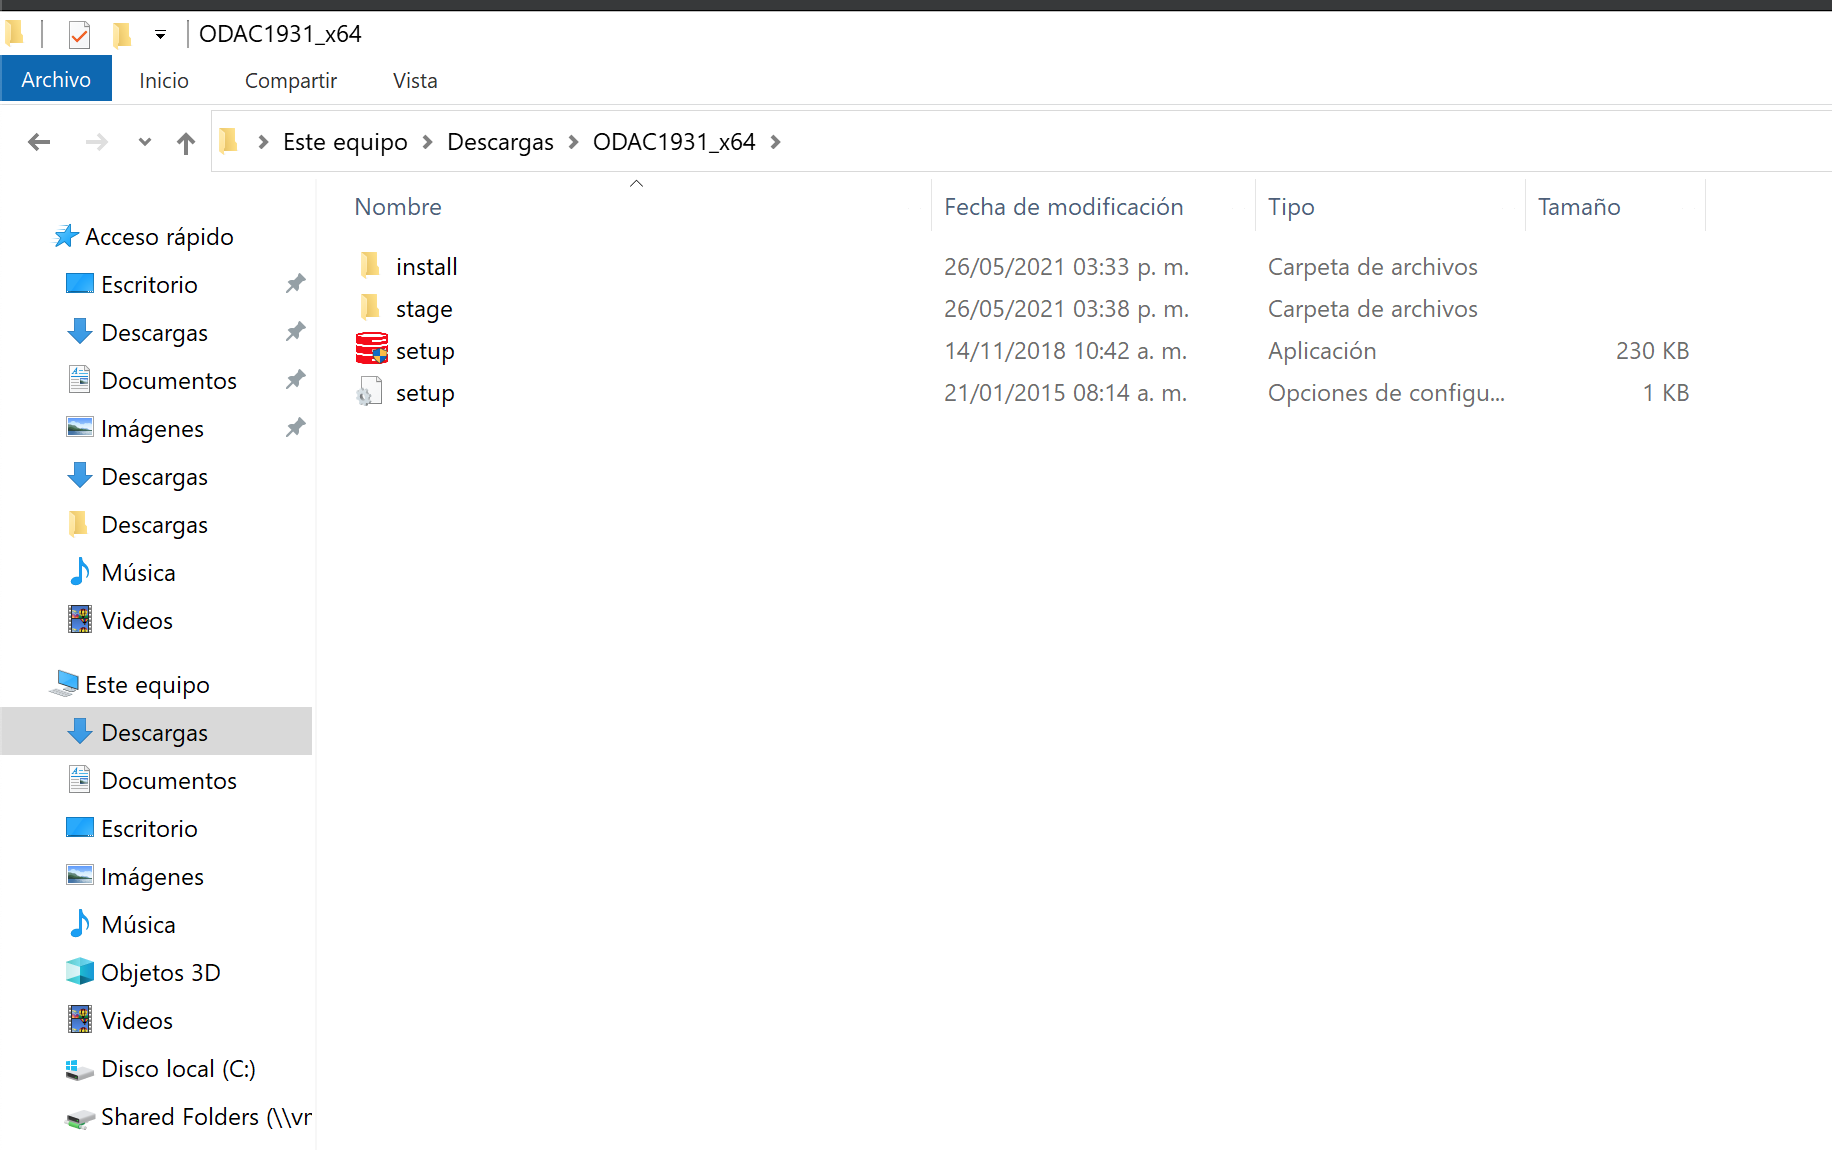 ODAC1931_x64
Archivo Inicio Compartir Vista
Este equipo Descargas ODAC1931_x64
Nombre Fecha de modificación Tipo Tamaño
install 26/05/2021 03:33 p. m. Carpeta de archivos
stage 26/05/2021 03:38 p. m. Carpeta de archivos
setup 14/11/2018 10:42 a. m. Aplicación 230 KB
setup 21/01/2015 08:14 a. m. Opciones de configu... 1 KB
Acceso rápido
Escritorio
Descargas
Documentos
Imágenes
Descargas
Descargas
Música
Videos
Este equipo
Descargas
Documentos
Escritorio
Imágenes
Música
Objetos 3D
Videos
Disco local (C:)
Shared Folders (\\vr